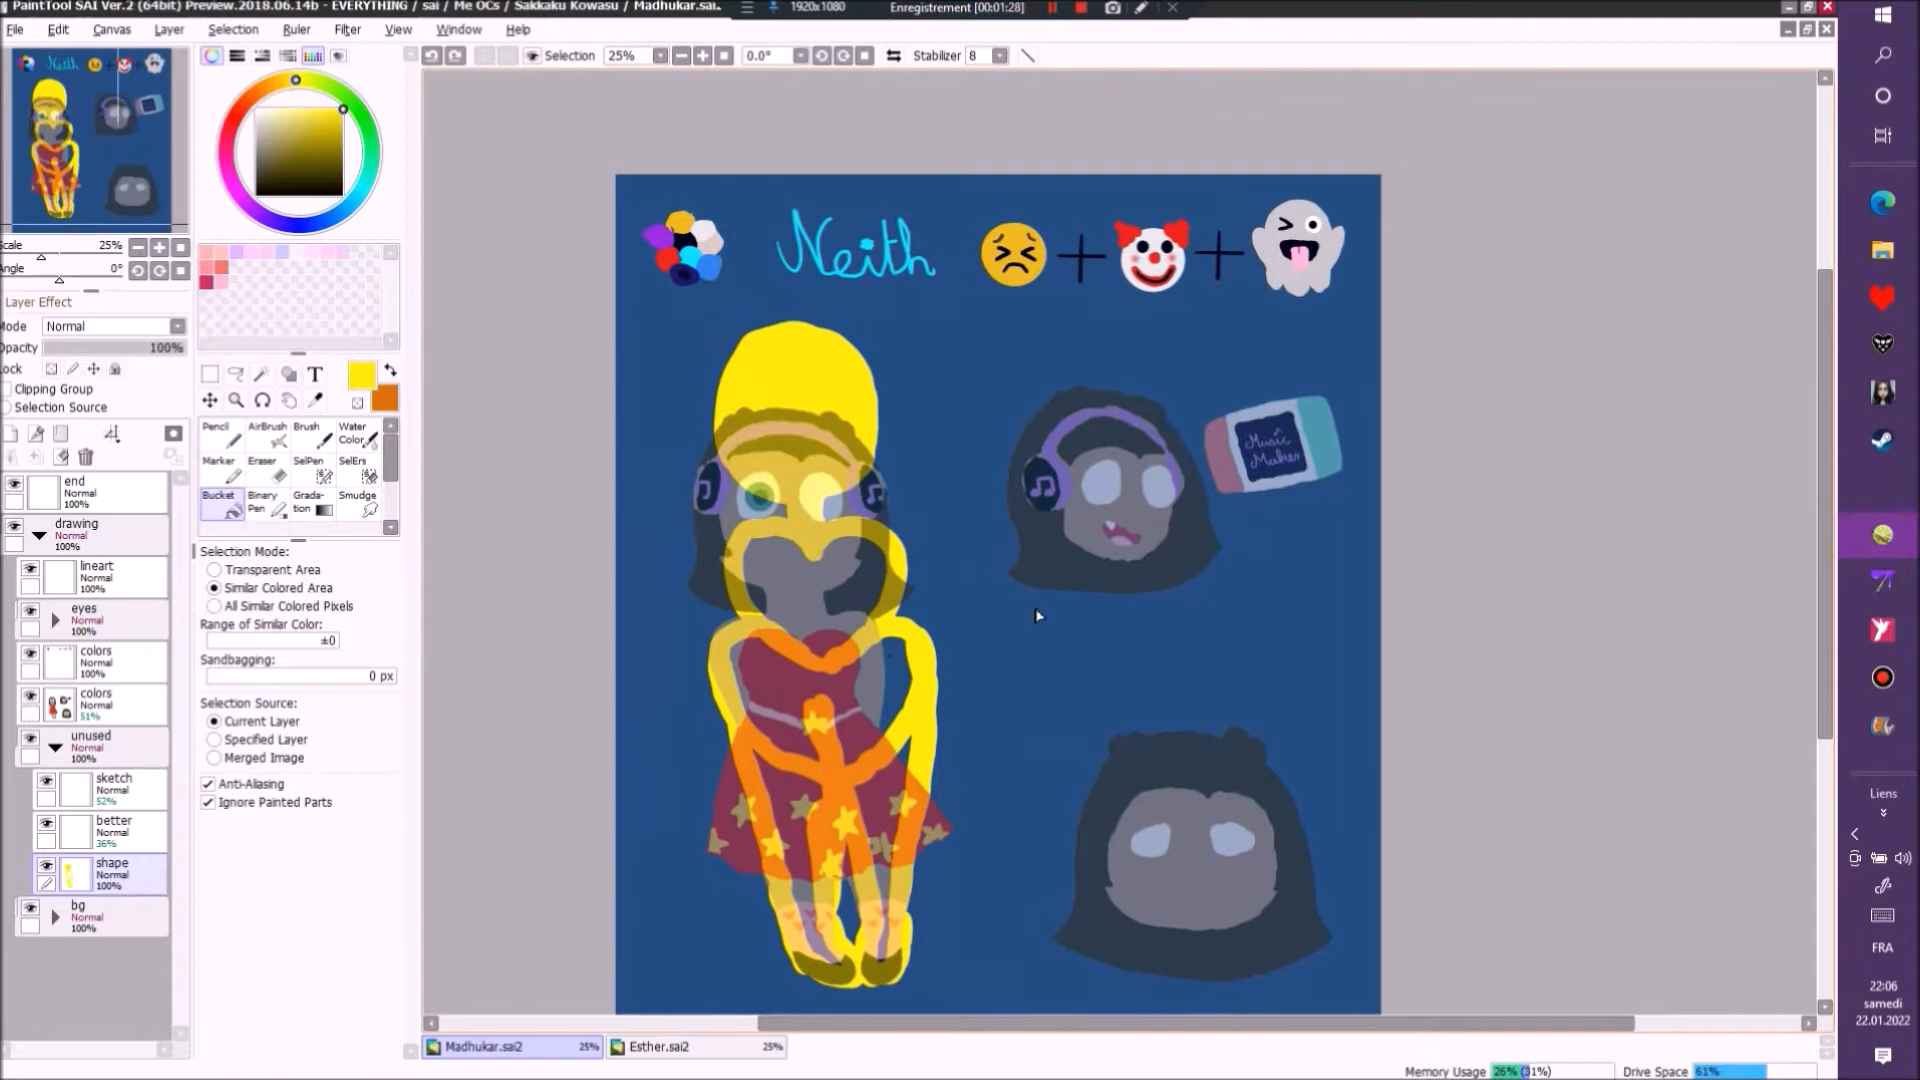 PaintTool SAI Ver.2 (64bit) Preview.2018.06.14b - EVERYTHING / sai / Me OCs / Sakkaku Kowasu / Madhukar.sai...
1920x1080
Enregistrement [00:01:28]
File Edit Canvas Layer Selection Ruler Filter View Window Help
Selection 25% 0.0° Stabilizer 8
Scale 25%
Angle 0°
Layer Effect
Mode Normal
Opacity 100%
Lock
Clipping Group
Selection Source
Pencil AirBrush Brush Water Color
Marker Eraser SelPen SelErs
Bucket Binary Pen Grada-tion Smudge
Selection Mode:
Transparent Area
Similar Colored Area
All Similar Colored Pixels
Range of Similar Color:
±0
Sandbagging:
0 px
Selection Source:
Current Layer
Specified Layer
Merged Image
Anti-Aliasing
Ignore Painted Parts
end
Normal
100%
drawing
Normal
100%
lineart
Normal
100%
eyes
Normal
100%
colors
Normal
100%
colors
Normal
51%
unused
Normal
100%
sketch
Normal
52%
better
Normal
36%
shape
Normal
100%
bg
Normal
100%
Neith
Music
Maker
Madhukar.sai2 25%
Esther.sai2 25%
Memory Usage 26% (31%)
Drive Space 61%
Liens
FRA
22:06
samedi
22.01.2022